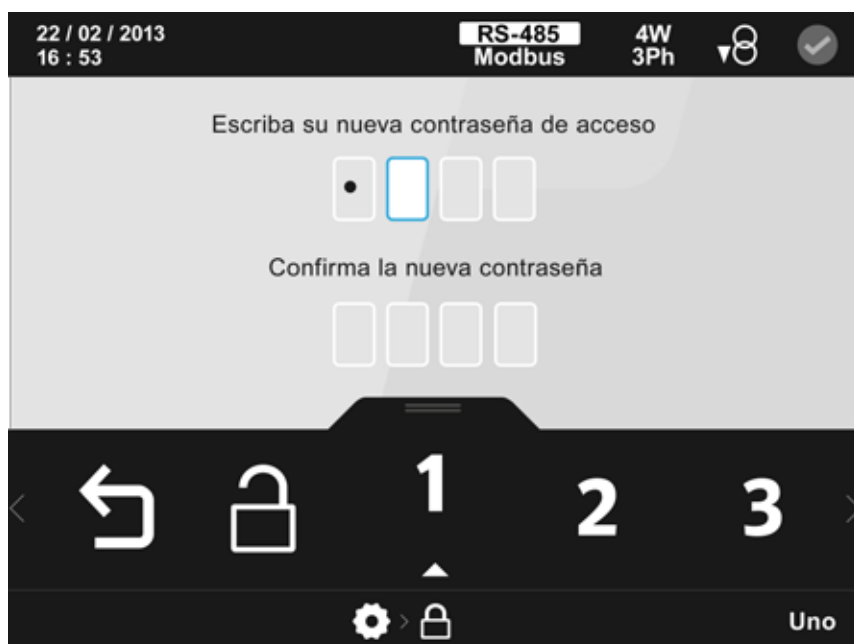 22 / 02 / 2013
16 : 53
RS-485
Modbus
4W
3Ph
Escriba su nueva contraseña de acceso
Confirma la nueva contraseña
1
2
3
Uno